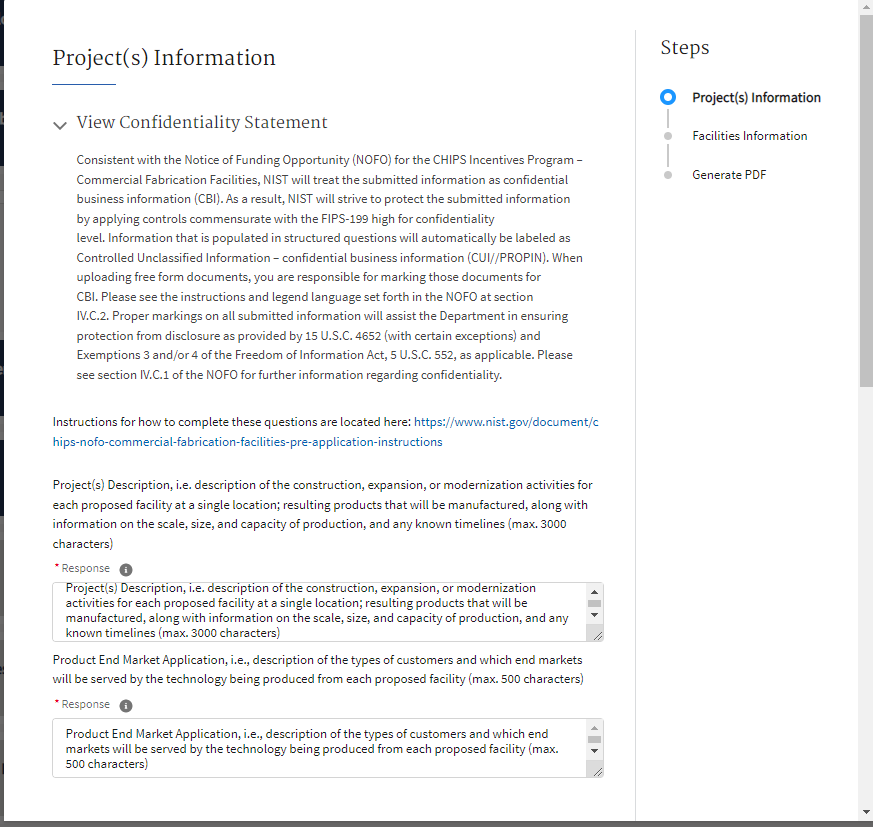 Project(s) Information
View Confidentiality Statement
Consistent with the Notice of Funding Opportunity (NOFO) for the CHIPS Incentives Program –
Commercial Fabrication Facilities, NIST will treat the submitted information as confidential
business information (CBI). As a result, NIST will strive to protect the submitted information
by applying controls commensurate with the FIPS-199 high for confidentiality
level. Information that is populated in structured questions will automatically be labeled as
Controlled Unclassified Information – confidential business information (CUI//PROPIN). When
uploading free form documents, you are responsible for marking those documents for
CBI. Please see the instructions and legend language set forth in the NOFO at section
IV.C.2. Proper markings on all submitted information will assist the Department in ensuring
protection from disclosure as provided by 15 U.S.C. 4652 (with certain exceptions) and
Exemptions 3 and/or 4 of the Freedom of Information Act, 5 U.S.C. 552, as applicable. Please
see section IV.C.1 of the NOFO for further information regarding confidentiality.
Instructions for how to complete these questions are located here: https://www.nist.gov/document/c
hips-nofo-commercial-fabrication-facilities-pre-application-instructions
Project(s) Description, i.e. description of the construction, expansion, or modernization activities for
each proposed facility at a single location; resulting products that will be manufactured, along with
information on the scale, size, and capacity of production, and any known timelines (max. 3000
characters)
* Response
Project(s) Description, i.e. description of the construction, expansion, or modernization
activities for each proposed facility at a single location; resulting products that will be
manufactured, along with information on the scale, size, and capacity of production, and any
known timelines (max. 3000 characters)
Product End Market Application, i.e., description of the types of customers and which end markets
will be served by the technology being produced from each proposed facility (max. 500 characters)
* Response
Product End Market Application, i.e., description of the types of customers and which end
markets will be served by the technology being produced from each proposed facility (max.
500 characters)
Steps
Project(s) Information
Facilities Information
Generate PDF